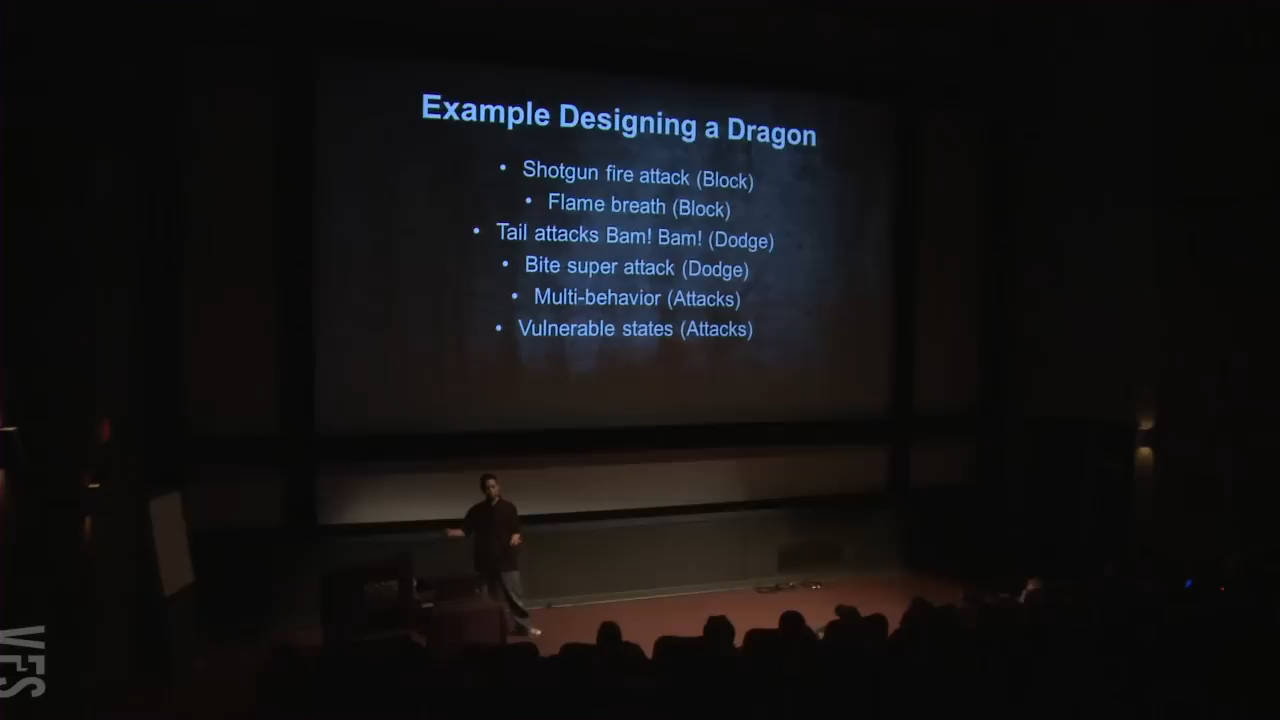 Example Designing a Dragon
• Shotgun fire attack (Block)
• Flame breath (Block)
• Tail attacks Bam! Bam! (Dodge)
• Bite super attack (Dodge)
• Multi-behavior (Attacks)
• Vulnerable states (Attacks)
VFS